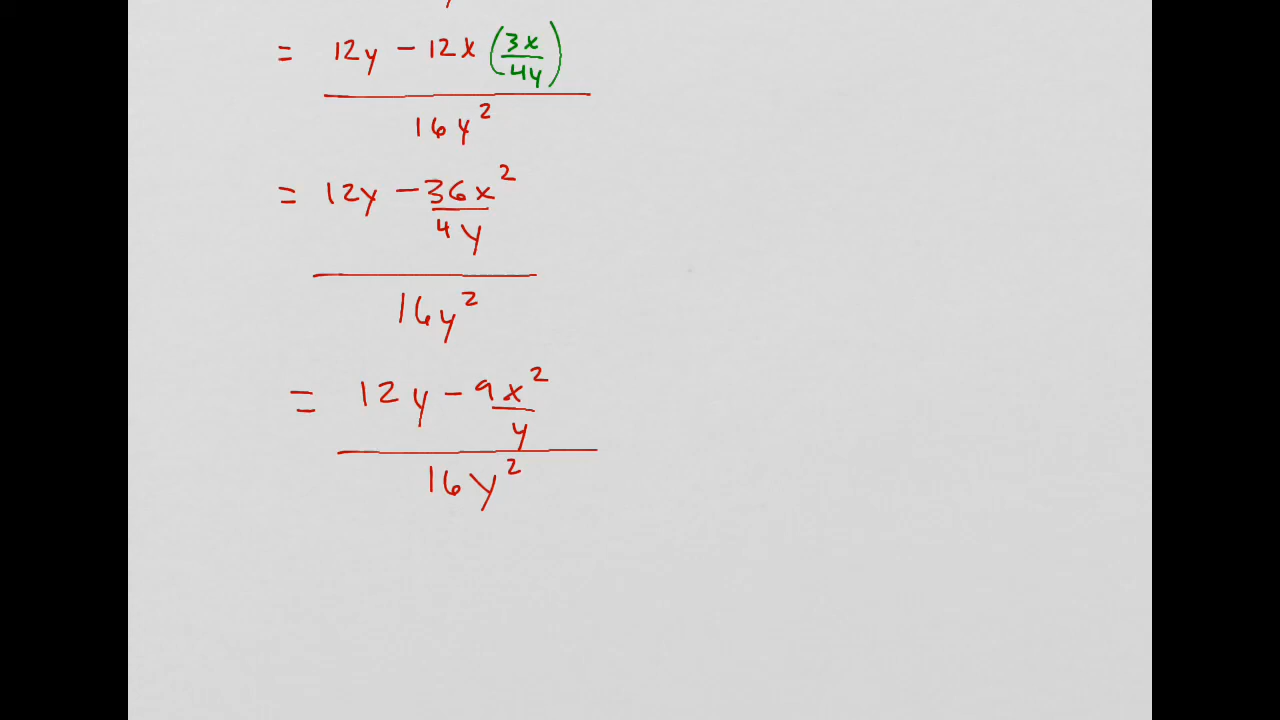 = 12y - 12x (3x/4y)
16y²
= 12y - 36x²
4y
16y²
= 12y - 9x²
y
16y²